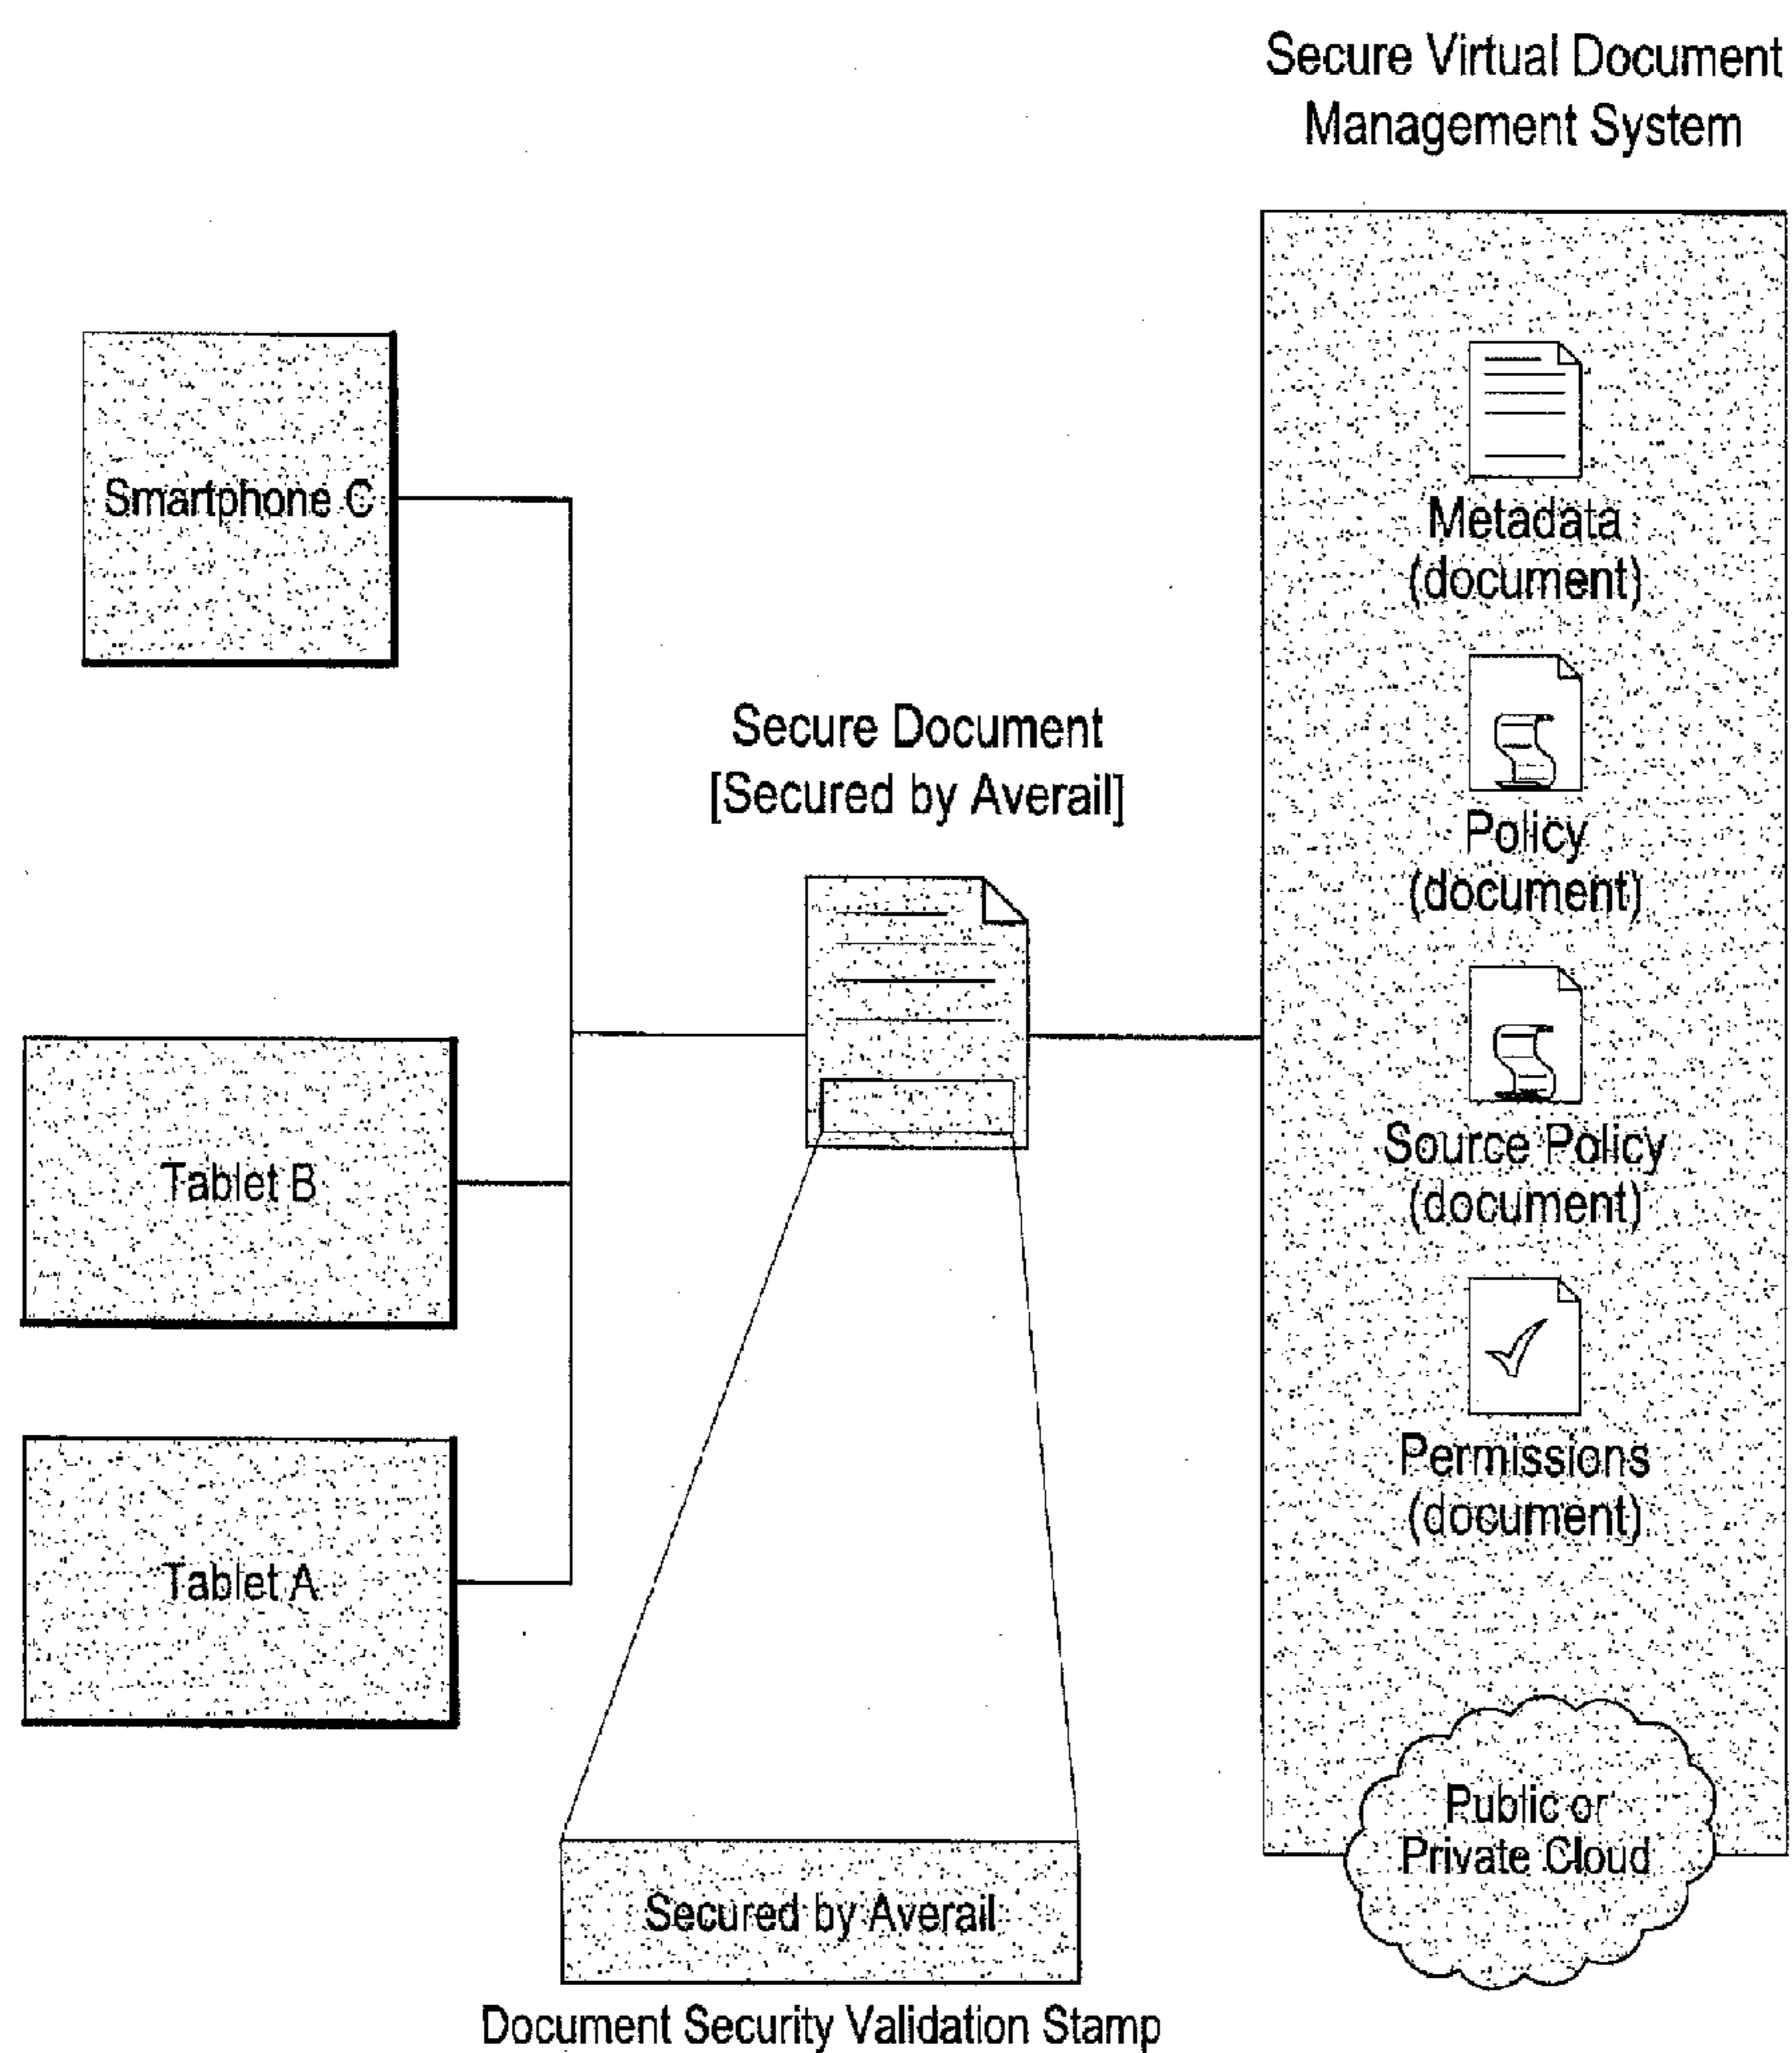 Secure Virtual Document
Management System
Smartphone C
Metadata
(document)
Secure Document
[Secured by Averail]
Policy
(document)
Tablet B
Source Policy
(document)
Tablet A
Permissions
(document)
Public or
Private Cloud
Secured by Averail
Document Security Validation Stamp